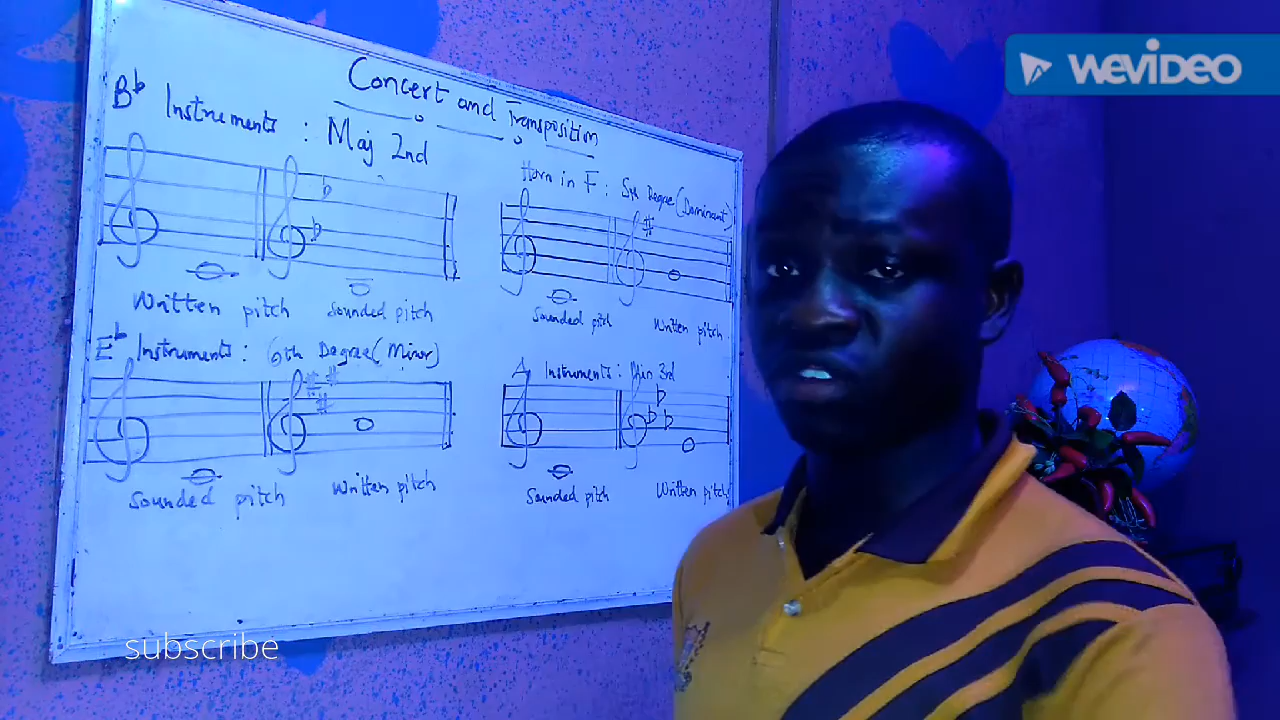 WEVIDEO
Concert and Transposition
B♭ Instruments : Maj 2nd
Written pitch
Sounded pitch
Horn in F : 5th Degree (Dominant)
Sounded pitch
Written pitch
E♭ Instruments : 6th Degree (Minor)
Sounded pitch
Written pitch
A Instruments : Min 3rd
Sounded pitch
Written pitch
subscribe